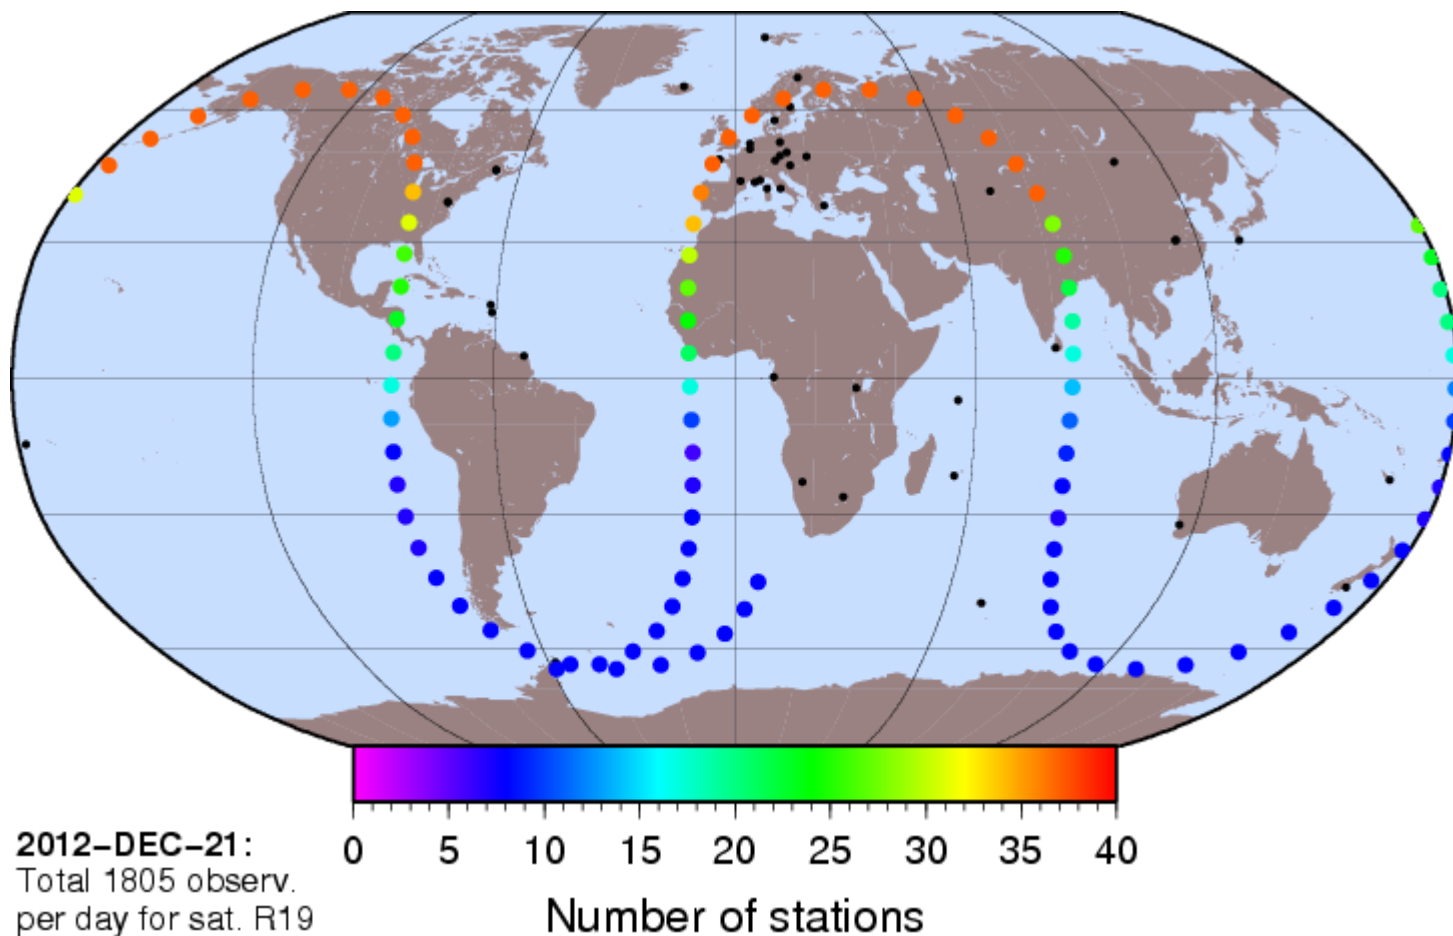 0 5 10 15 20 25 30 35 40
2012-DEC-21:
Total 1805 observ.
per day for sat. R19
Number of stations